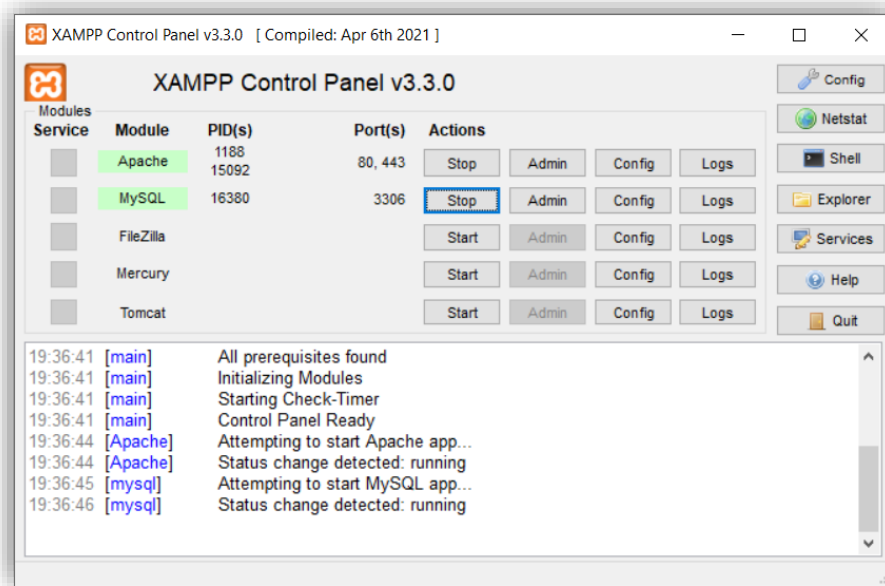 XAMPP Control Panel v3.3.0 [ Compiled: Apr 6th 2021 ]
XAMPP Control Panel v3.3.0
Config
Modules
Service Module PID(s) Port(s) Actions
Netstat
Apache 1188 15092 80, 443 Stop Admin Config Logs
Shell
MySQL 16380 3306 Stop Admin Config Logs
Explorer
FileZilla Start Admin Config Logs
Services
Mercury Start Admin Config Logs
Help
Tomcat Start Admin Config Logs
Quit
19:36:41 [main] All prerequisites found
19:36:41 [main] Initializing Modules
19:36:41 [main] Starting Check-Timer
19:36:41 [main] Control Panel Ready
19:36:44 [Apache] Attempting to start Apache app...
19:36:44 [Apache] Status change detected: running
19:36:45 [mysql] Attempting to start MySQL app...
19:36:46 [mysql] Status change detected: running